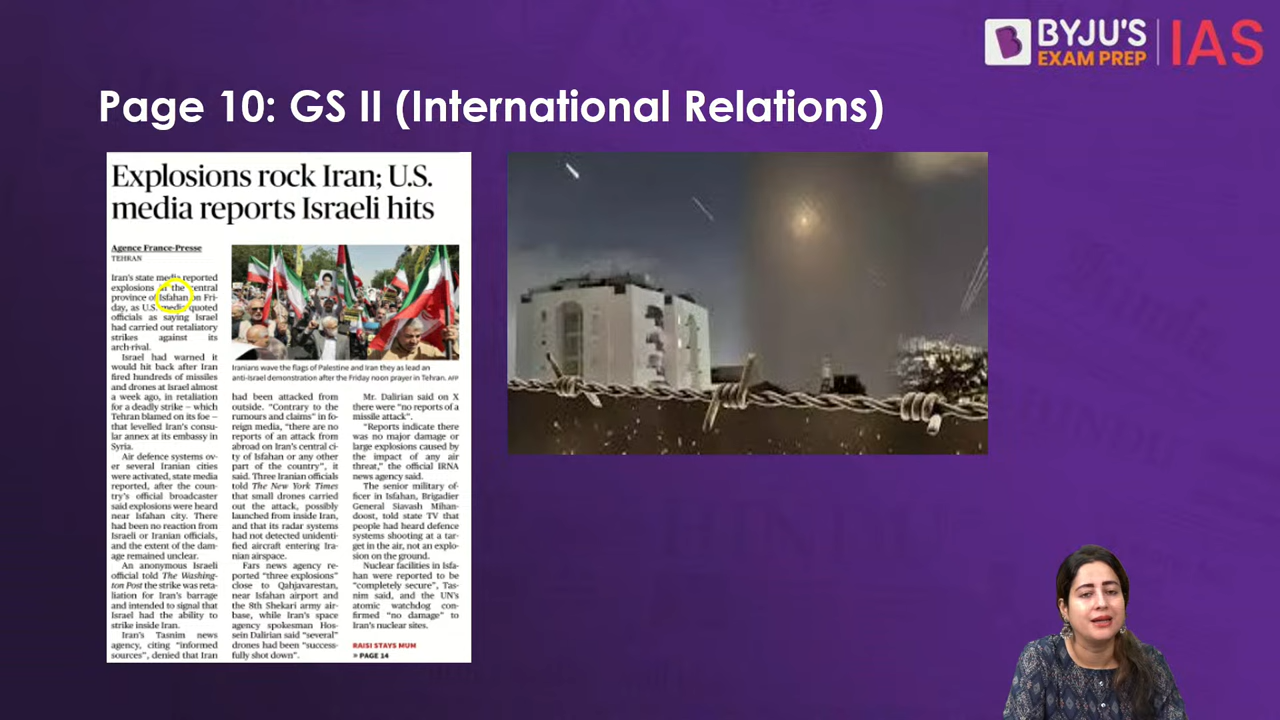 BYJU'S
EXAM PREP
IAS
Page 10: GS II (International Relations)
Explosions rock Iran; U.S.
media reports Israeli hits
Agence France-Presse
TEHRAN
Iran's state media reported
explosions in the central
province of Isfahan on Fri-
day, as U.S. media quoted
officials as saying Israel
had carried out retaliatory
strikes against its
arch-rival.
Israel had warned it
would hit back after Iran
fired hundreds of missiles
and drones at Israel almost
a week ago, in retaliation
for a deadly strike – which
Tehran blamed on its foe –
that levelled Iran's consu-
lar annex at its embassy in
Syria.
Air defence systems ov-
er several Iranian cities
were activated, state media
reported, after the coun-
try's official broadcaster
said explosions were heard
near Isfahan city. There
had been no reaction from
Israeli or Iranian officials,
and the extent of the dam-
age remained unclear.
An anonymous Israeli
official told The Washing-
ton Post the strike was reta-
liation for Iran's barrage
and intended to signal that
Israel had the ability to
strike inside Iran.
Iran's Tasnim news
agency, citing "informed
sources", denied that Iran
Iranians wave the flags of Palestine and Iran they as lead an
anti-Israel demonstration after the Friday noon prayer in Tehran. AFP
had been attacked from
outside. "Contrary to the
rumours and claims" in fo-
reign media, "there are no
reports of an attack from
abroad on Iran's central ci-
ty of Isfahan or any other
part of the country", it
said. Three Iranian officials
told The New York Times
that small drones carried
out the attack, possibly
launched from inside Iran,
and that its radar systems
had not detected unidenti-
fied aircraft entering Ira-
nian airspace.
Fars news agency re-
ported "three explosions"
close to Qahjavarestan,
near Isfahan airport and
the 8th Shekari army air-
base, while Iran's space
agency spokesman Hos-
sein Dalirian said "several"
drones had been "success-
fully shot down".
Mr. Dalirian said on X
there were "no reports of a
missile attack".
"Reports indicate there
was no major damage or
large explosions caused by
the impact of any air
threat," the official IRNA
news agency said.
The senior military of-
ficer in Isfahan, Brigadier
General Siavash Mihan-
doost, told state TV that
people had heard defence
systems shooting at a tar-
get in the air, not an explo-
sion on the ground.
Nuclear facilities in Isfa-
han were reported to be
"completely secure", Tas-
nim said, and the UN's
atomic watchdog con-
firmed "no damage" to
Iran's nuclear sites.
RAISI STAYS MUM
» PAGE 14